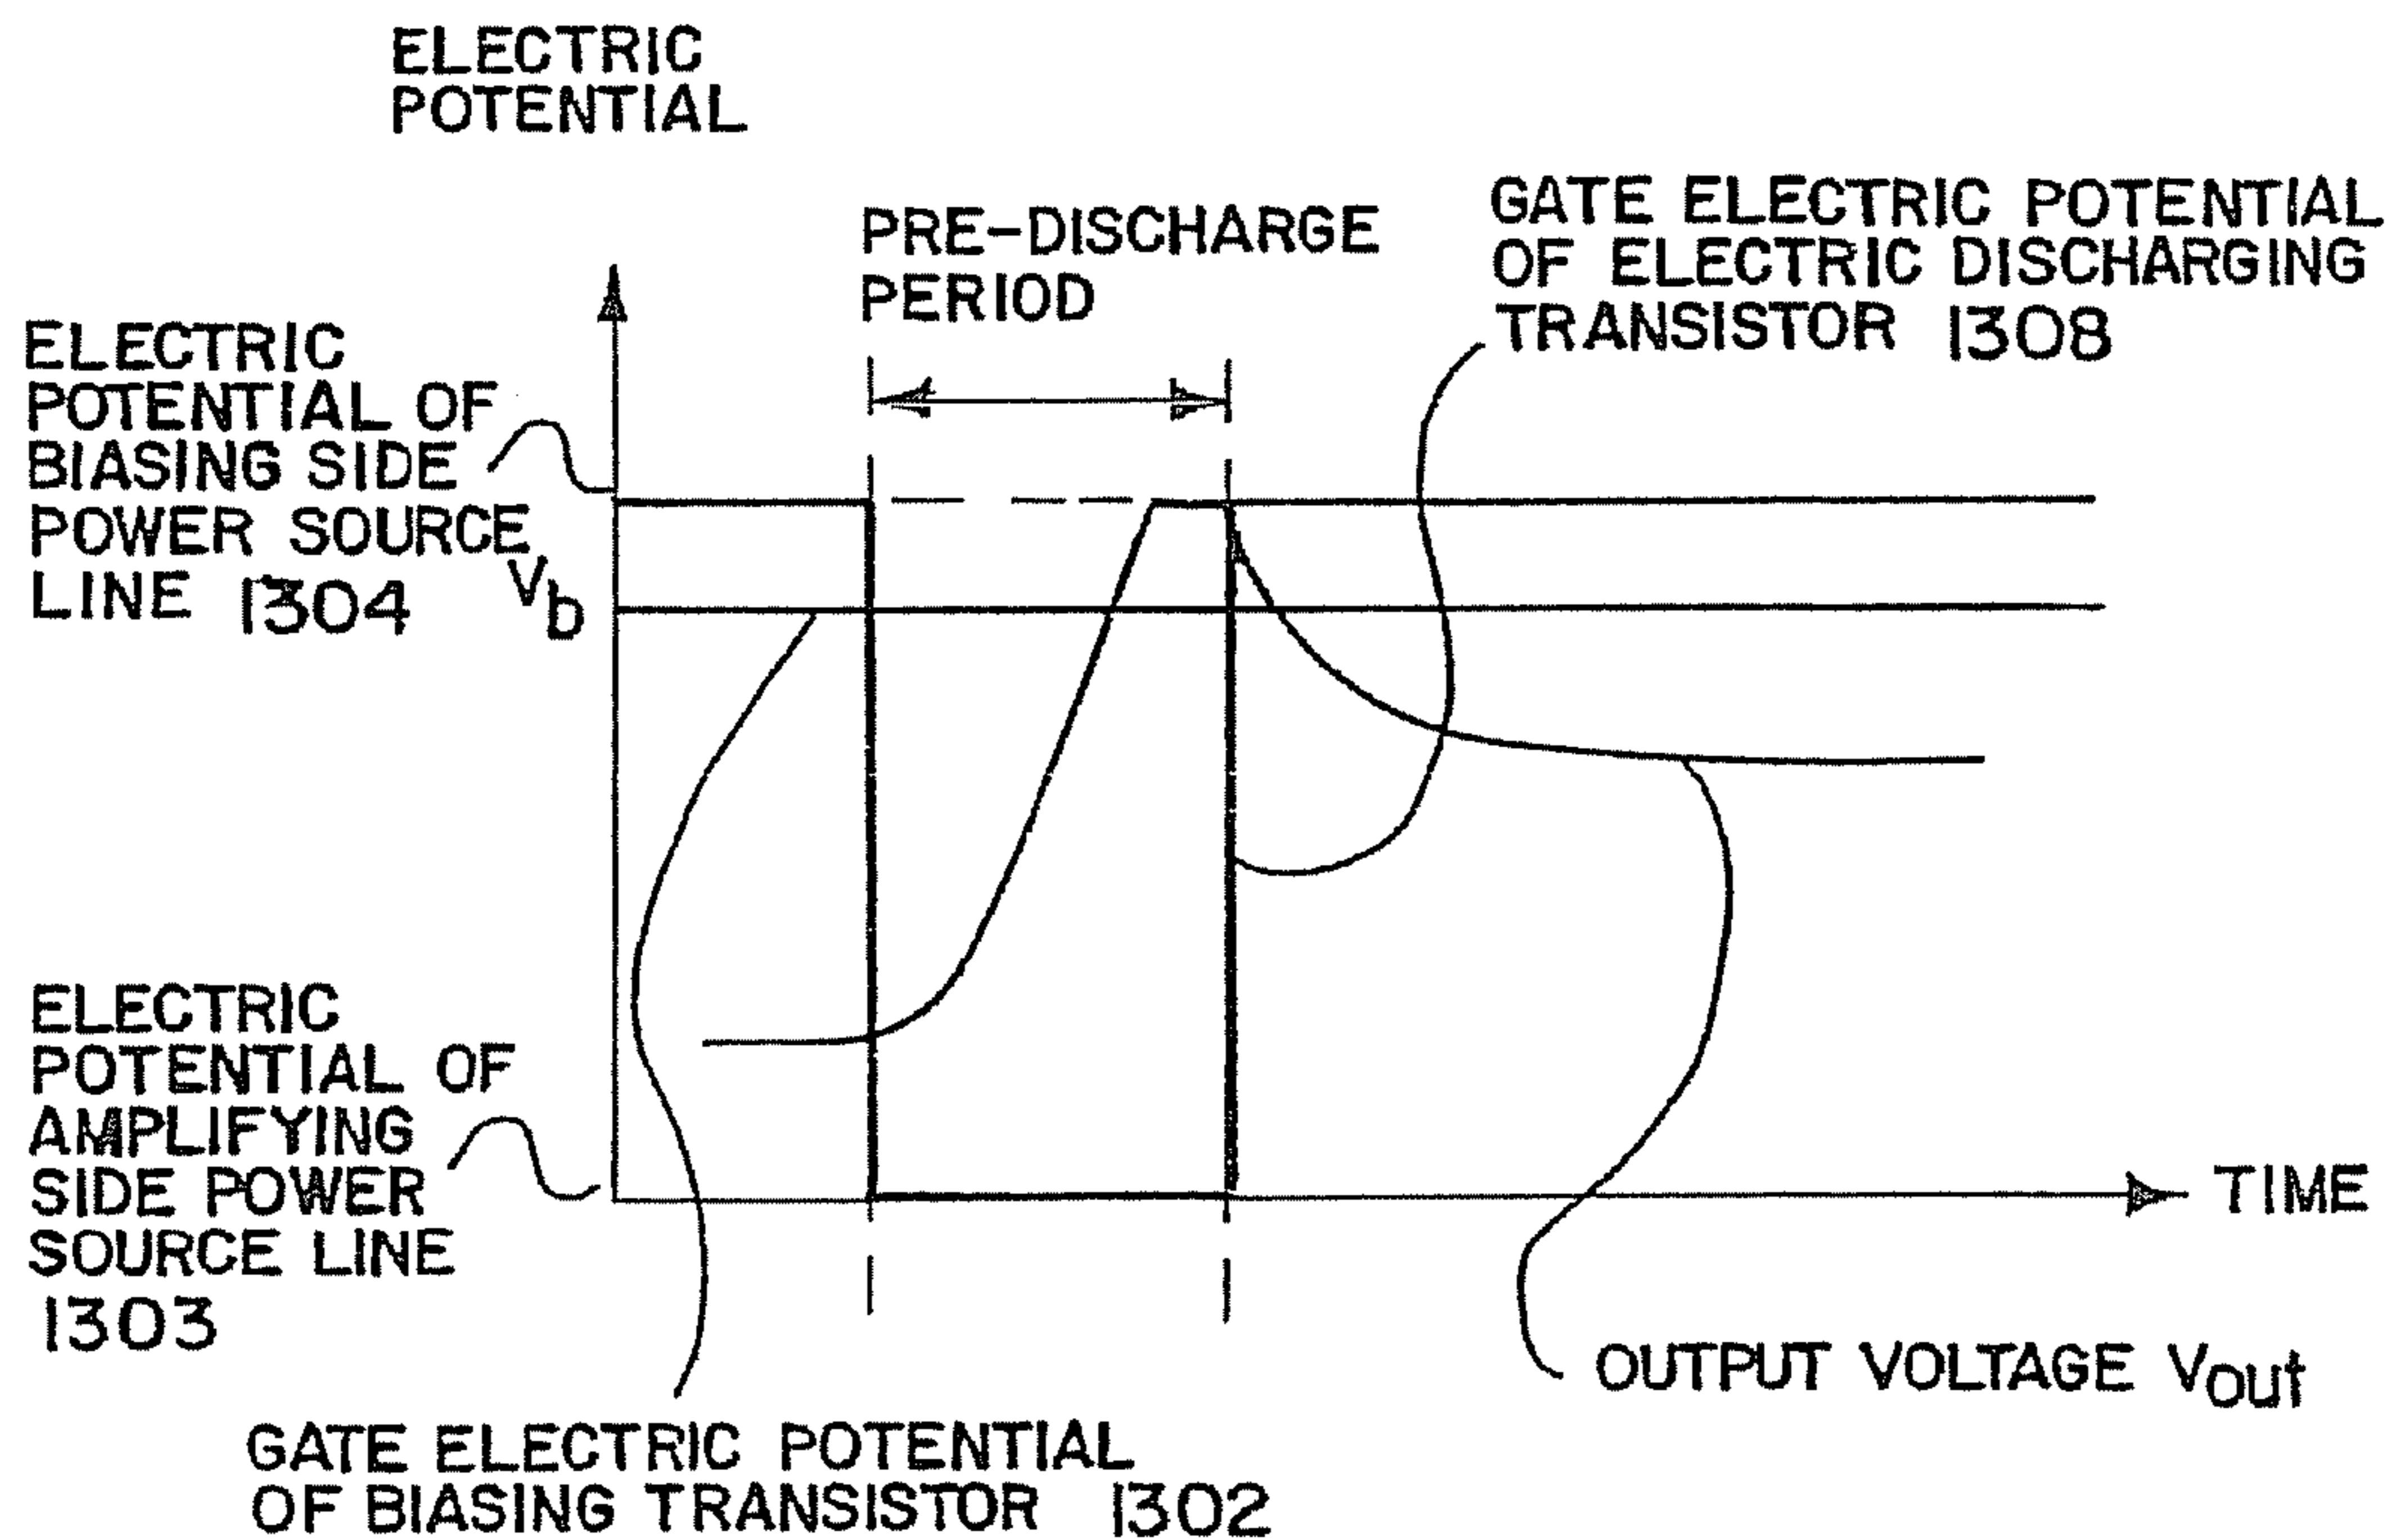 ELECTRIC
POTENTIAL
PRE-DISCHARGE
PERIOD
GATE ELECTRIC POTENTIAL
OF ELECTRIC DISCHARGING
TRANSISTOR 1308
ELECTRIC
POTENTIAL OF
BIASING SIDE
POWER SOURCE
LINE 1304
Vb
ELECTRIC
POTENTIAL OF
AMPLIFYING
SIDE POWER
SOURCE LINE
1303
TIME
OUTPUT VOLTAGE Vout
GATE ELECTRIC POTENTIAL
OF BIASING TRANSISTOR 1302